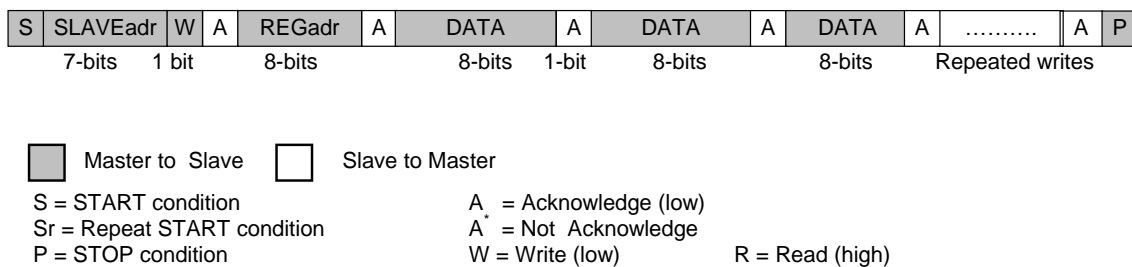 S SLAVEadr W A REGadr A DATA A DATA A DATA A .......... A P
7-bits 1 bit 8-bits 8-bits 1-bit 8-bits 8-bits Repeated writes
Master to Slave Slave to Master
S = START condition A = Acknowledge (low)
Sr = Repeat START condition A* = Not Acknowledge
P = STOP condition W = Write (low) R = Read (high)